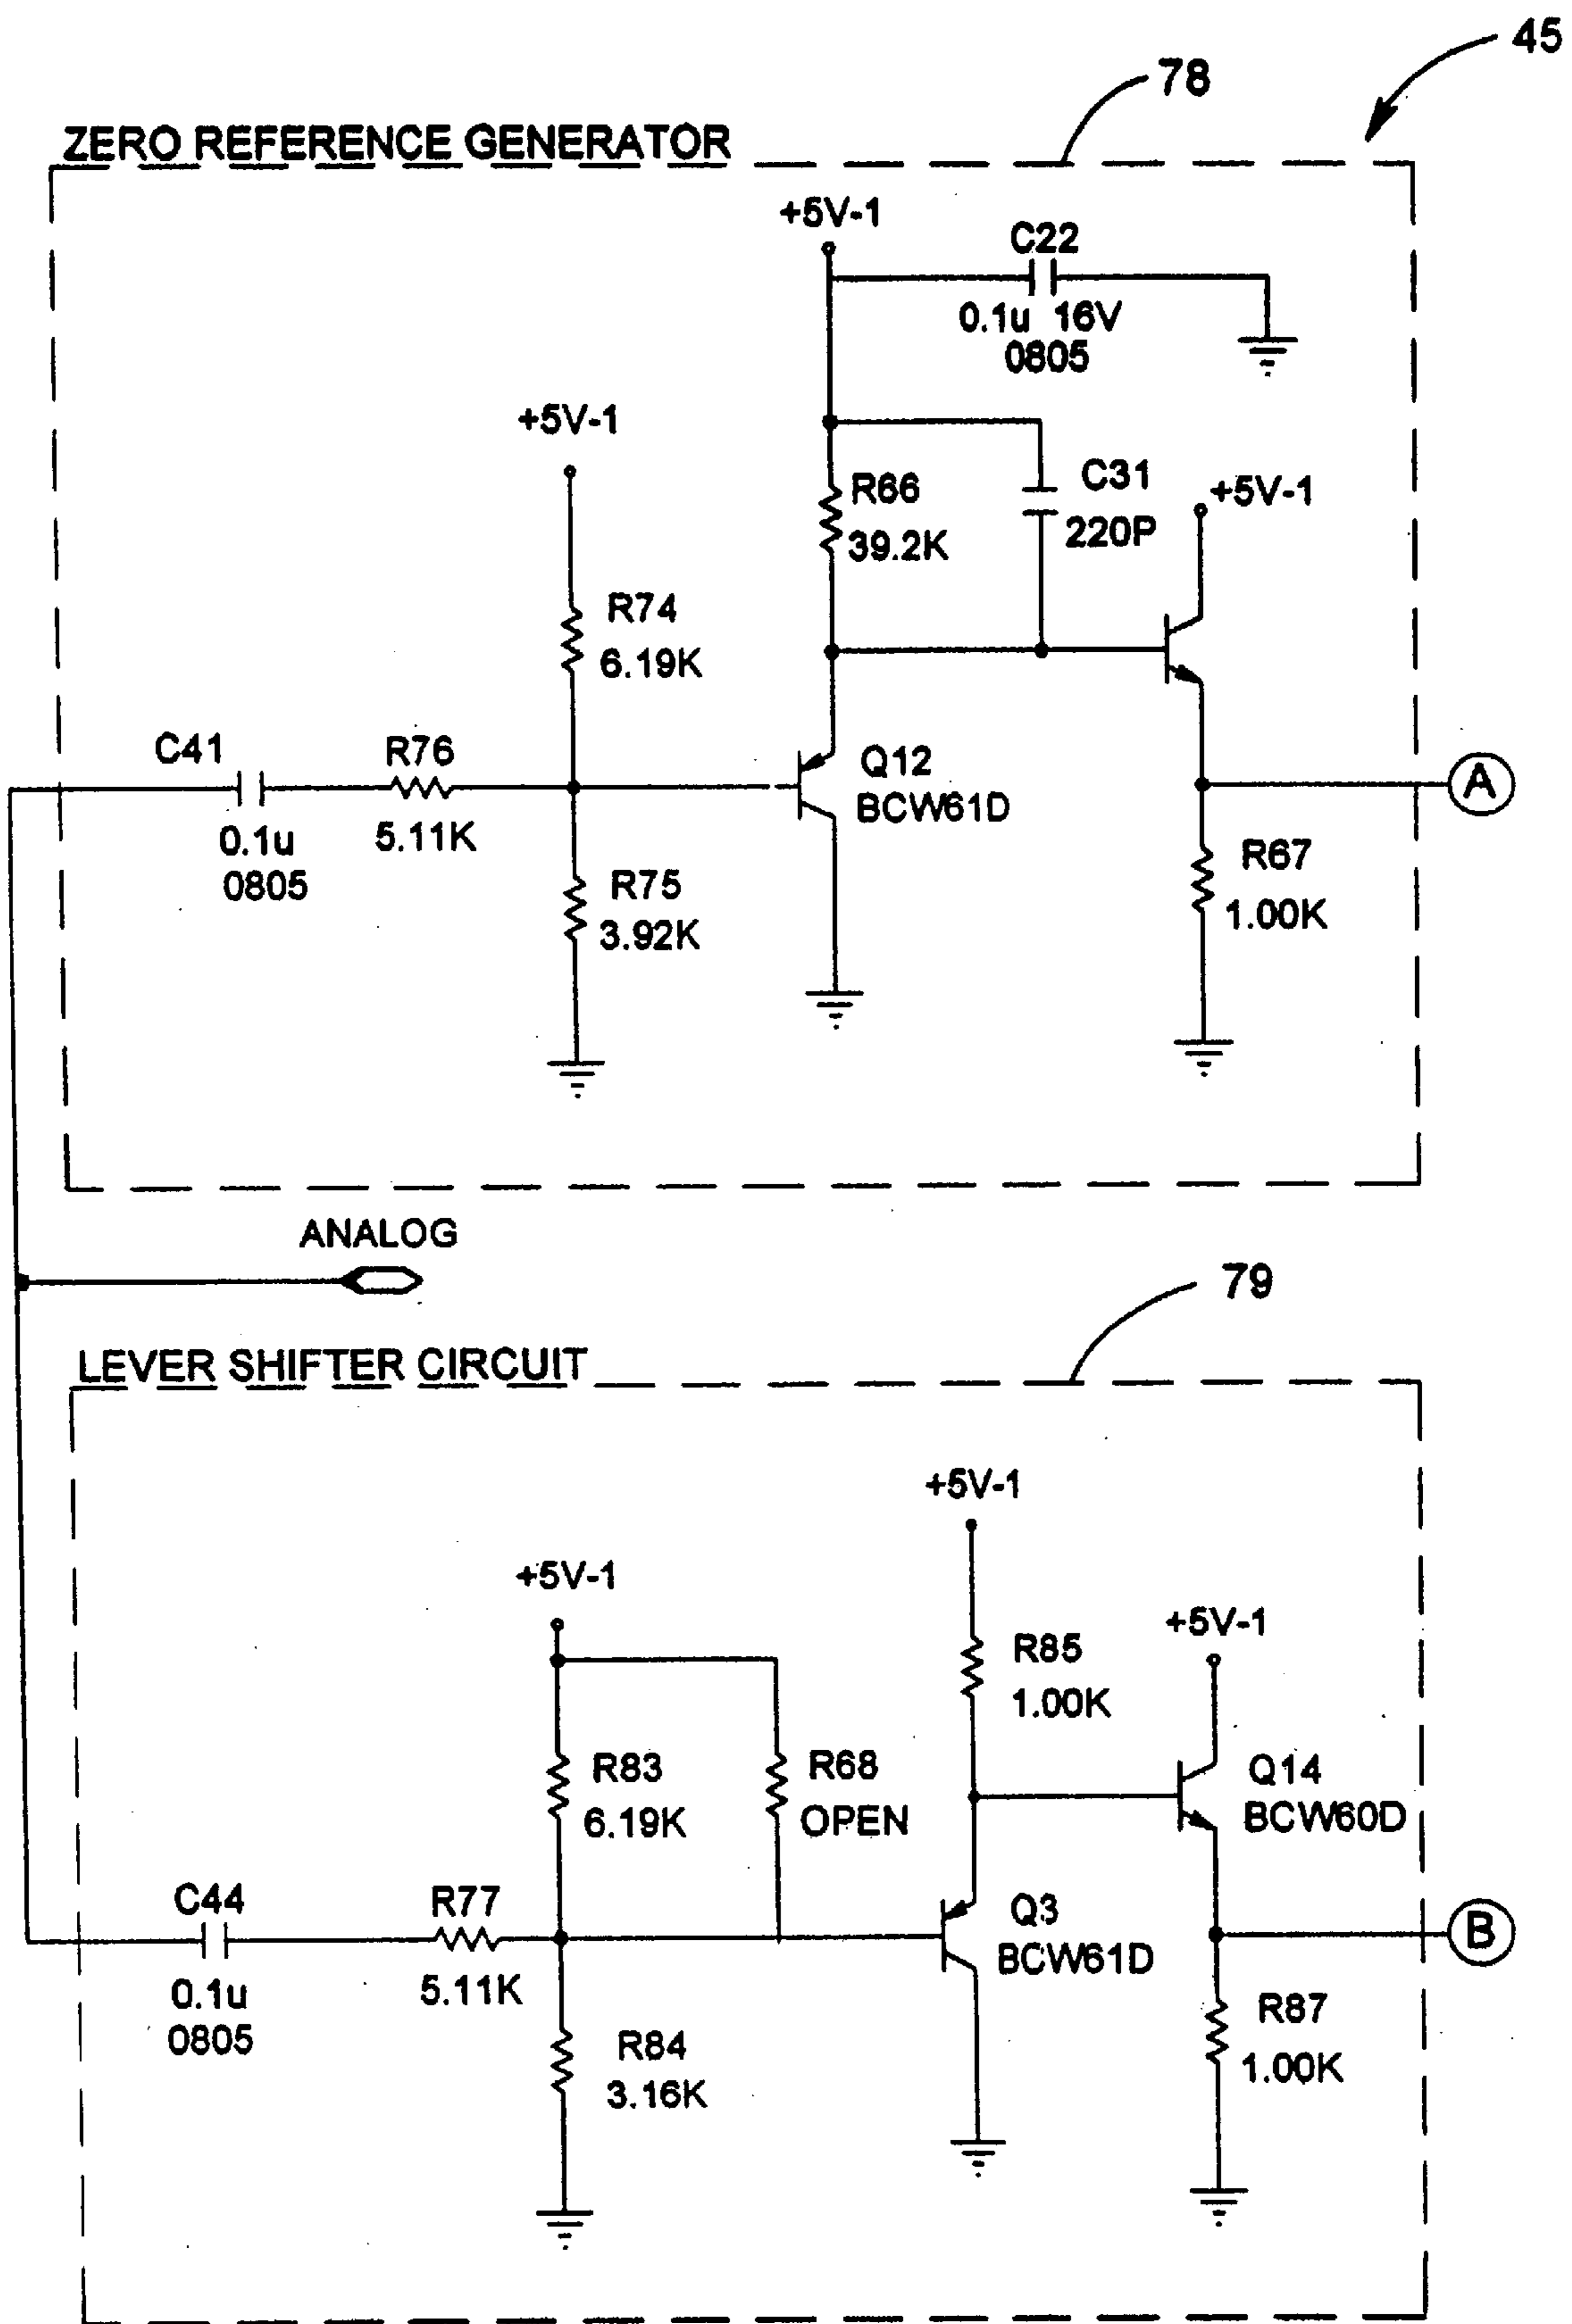 45
78
ZERO REFERENCE GENERATOR
+5V-1
C22
0.1u 16V
0805
+5V-1
R66
39.2K
C31
220P
+5V-1
R74
6.19K
C41
0.1u
0805
R76
5.11K
Q12
BCW61D
A
R75
3.92K
R67
1.00K
ANALOG
79
LEVER SHIFTER CIRCUIT
+5V-1
+5V-1
R85
1.00K
+5V-1
R83
6.19K
R68
OPEN
Q14
BCW60D
C44
0.1u
0805
R77
5.11K
Q3
BCW61D
B
R84
3.16K
R87
1.00K